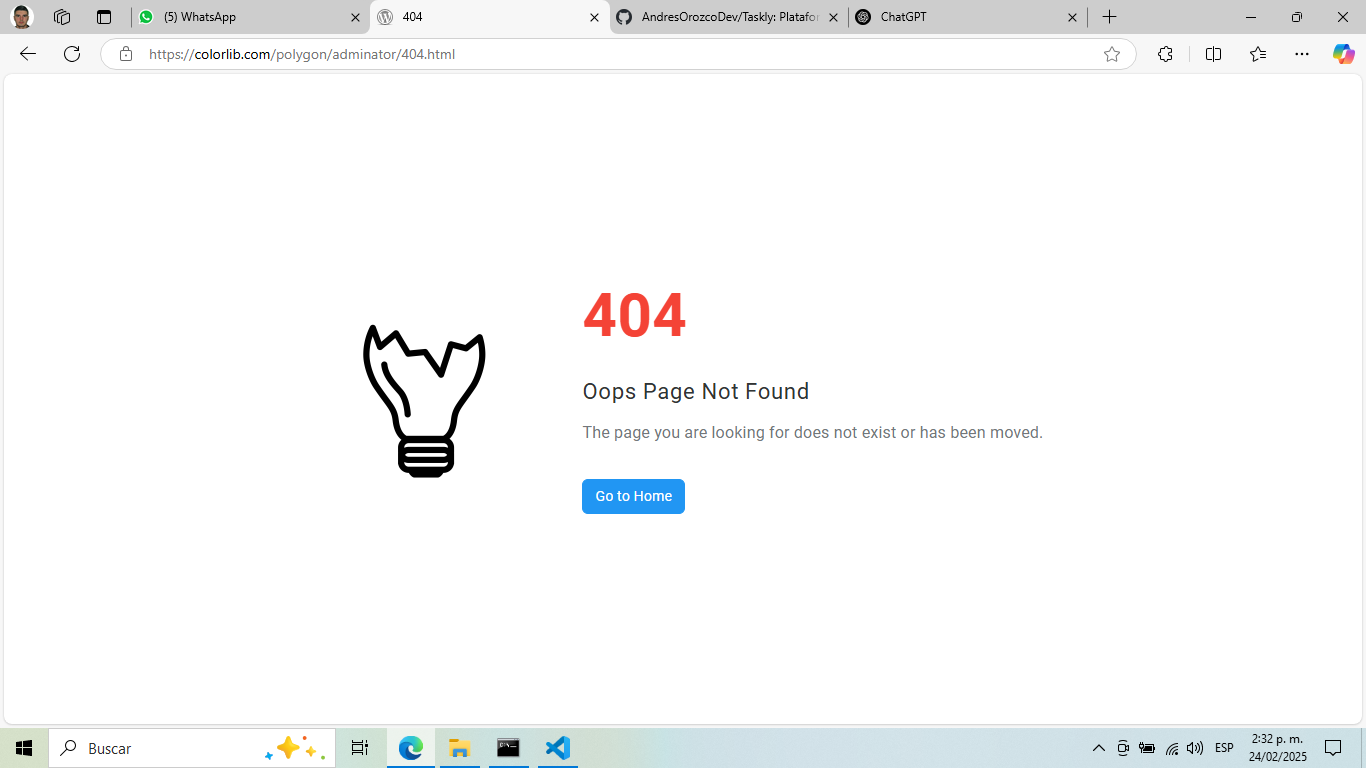 (5) WhatsApp
404
AndresOrozcoDev/Taskly: Platafor
ChatGPT
https://colorlib.com/polygon/adminator/404.html
404
Oops Page Not Found
The page you are looking for does not exist or has been moved.
Go to Home
Buscar
ESP
2:32 p. m.
24/02/2025